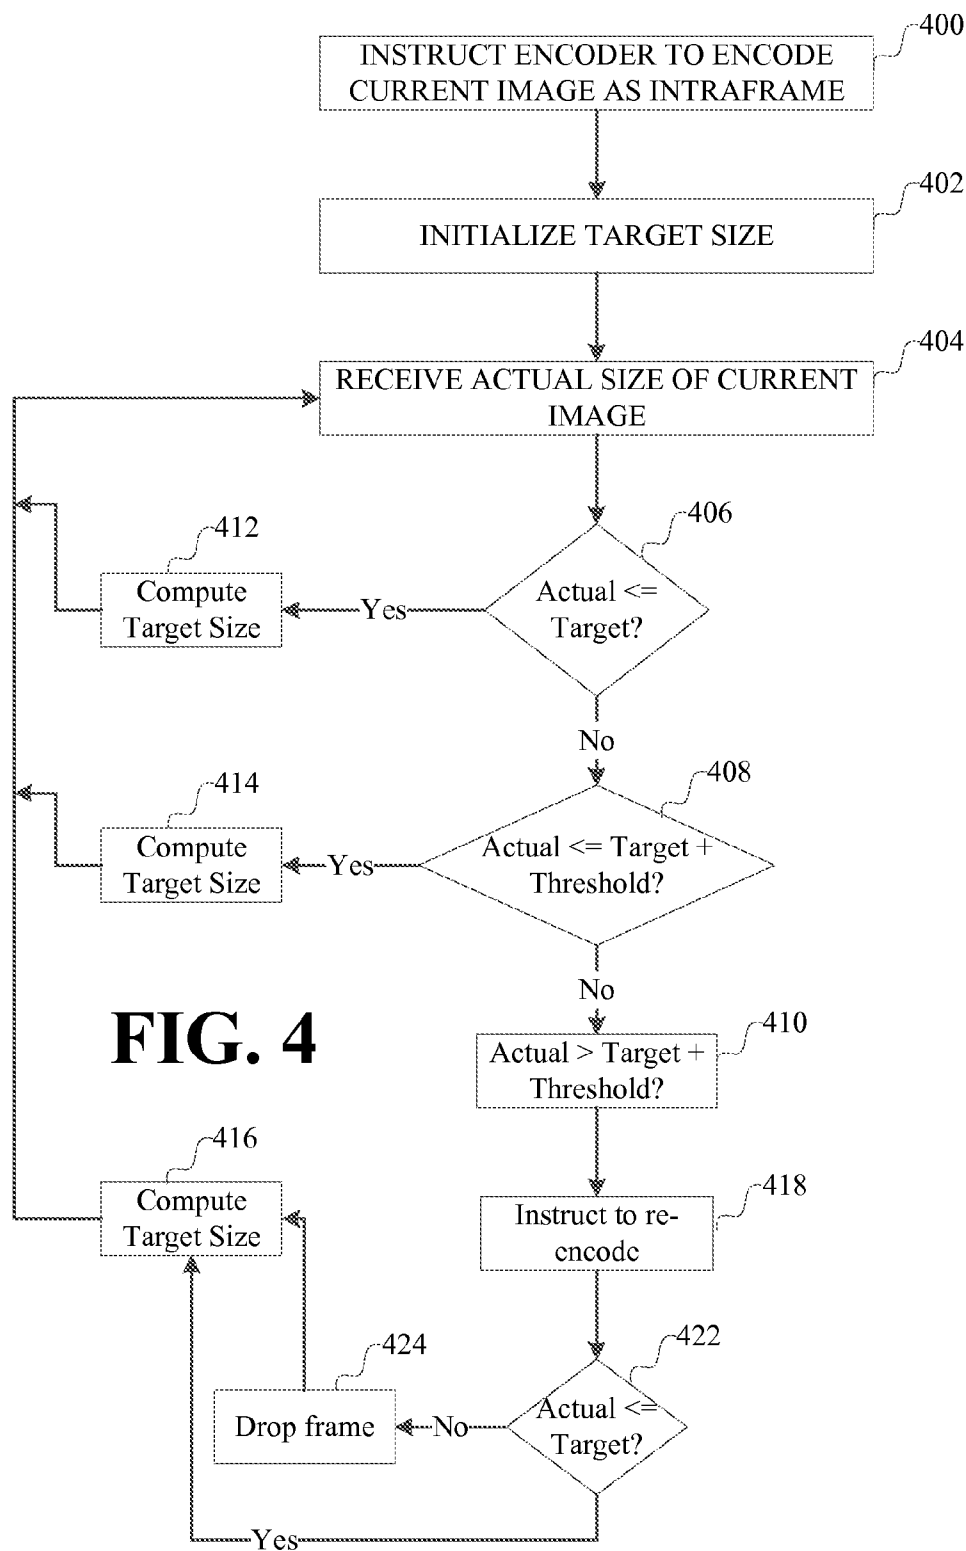 400
INSTRUCT ENCODER TO ENCODE
CURRENT IMAGE AS INTRAFRAME
402
INITIALIZE TARGET SIZE
404
RECEIVE ACTUAL SIZE OF CURRENT
IMAGE
406
Actual <=
Target?
412
Compute
Target Size
Yes
No
408
Actual <= Target +
Threshold?
414
Compute
Target Size
Yes
No
410
Actual > Target +
Threshold?
FIG. 4
416
Compute
Target Size
418
Instruct to re-
encode
422
Actual <=
Target?
424
Drop frame
No
Yes